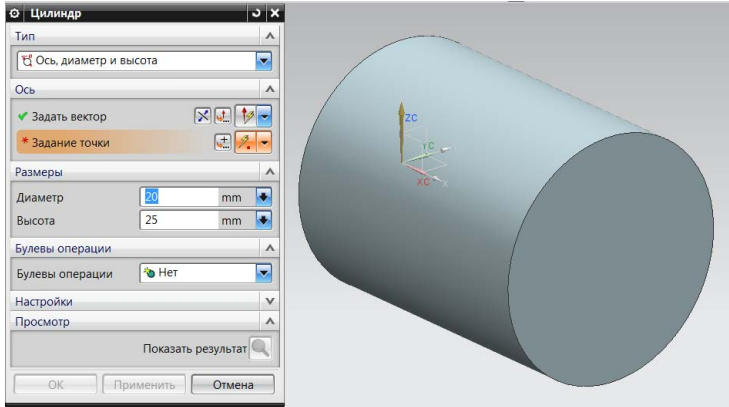 Цилиндр
Тип
Ось, диаметр и высота
Ось
Задать вектор
* Задание точки
Размеры
Диаметр 20 mm
Высота 25 mm
Булевы операции
Булевы операции Нет
Настройки
Просмотр
Показать результат
ОК Применить Отмена
ZC
YC
XC X